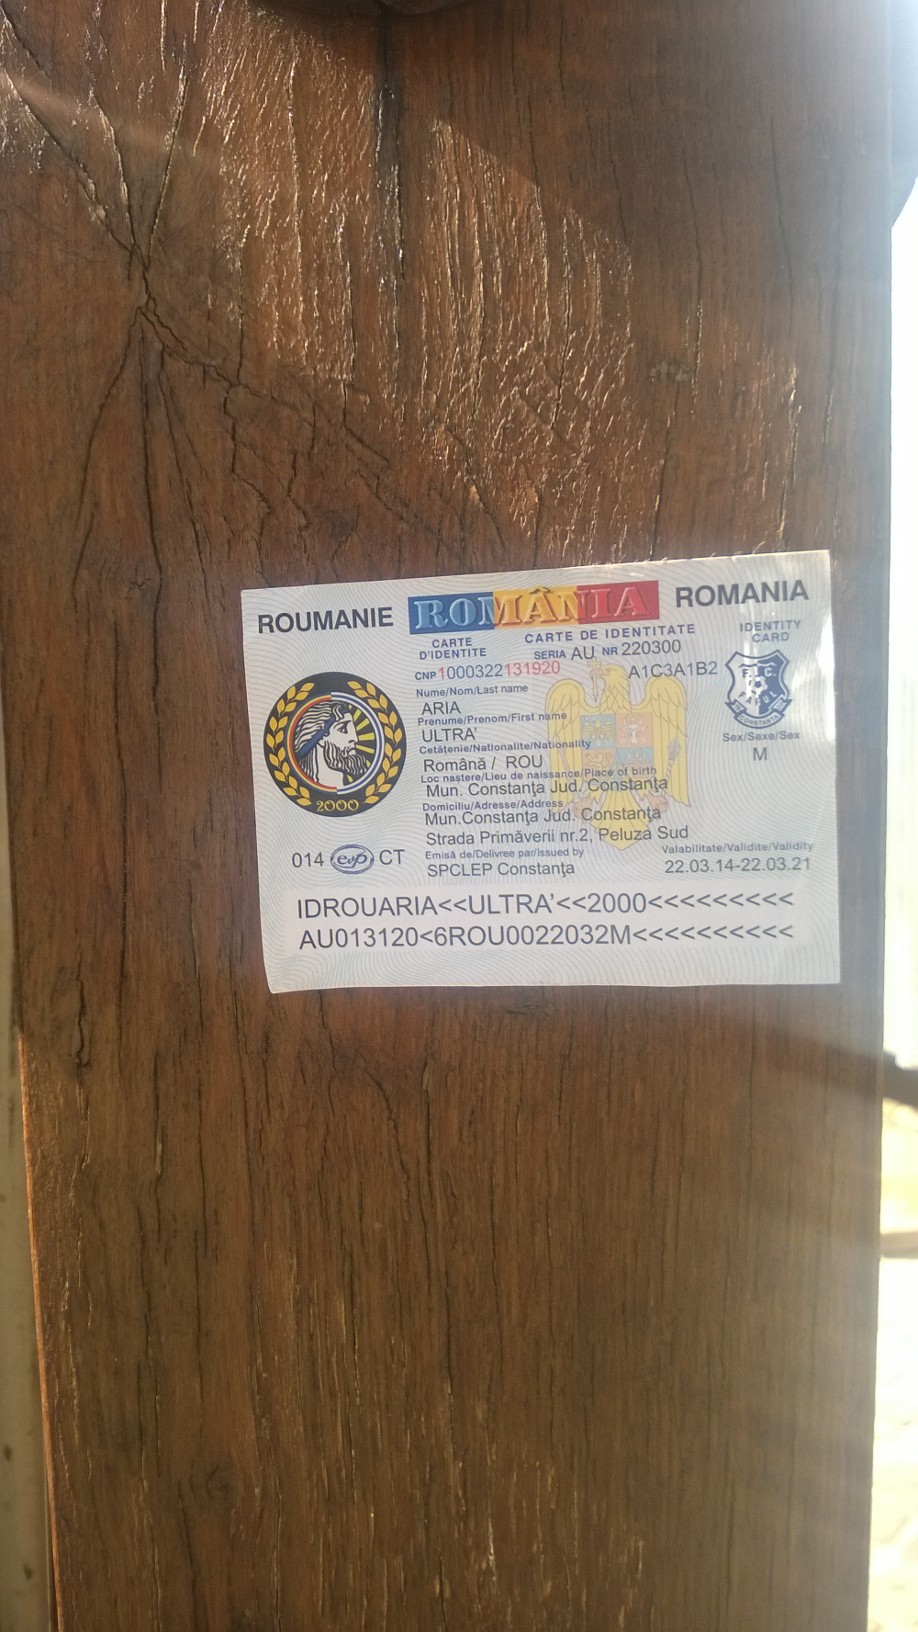 ROUMANIE ROMÂNIA ROMANIA
CARTE D'IDENTITE
CARTE DE IDENTITATE
IDENTITY CARD
SERIA AU NR 220300
CNP 1000322131920 A1C3A1B2
Nume/Nom/Last name
ARIA
Prenume/Prenom/First name
ULTRA'
Cetăţenie/Nationalite/Nationality
Română / ROU
Loc naştere/Lieu de naissance/Place of birth
Mun. Constanţa Jud. Constanţa
Domiciliu/Adresse/Address
Mun.Constanţa Jud. Constanţa
Strada Primăverii nr.2, Peluza Sud
Emisă de/Delivree par/Issued by
SPCLEP Constanţa
Sex/Sexe/Sex
M
Valabilitate/Validite/Validity
22.03.14-22.03.21
2000
014 evp CT
IDROUARIA<<ULTRA'<<2000<<<<<<<<<
AU013120<6ROU0022032M<<<<<<<<<<